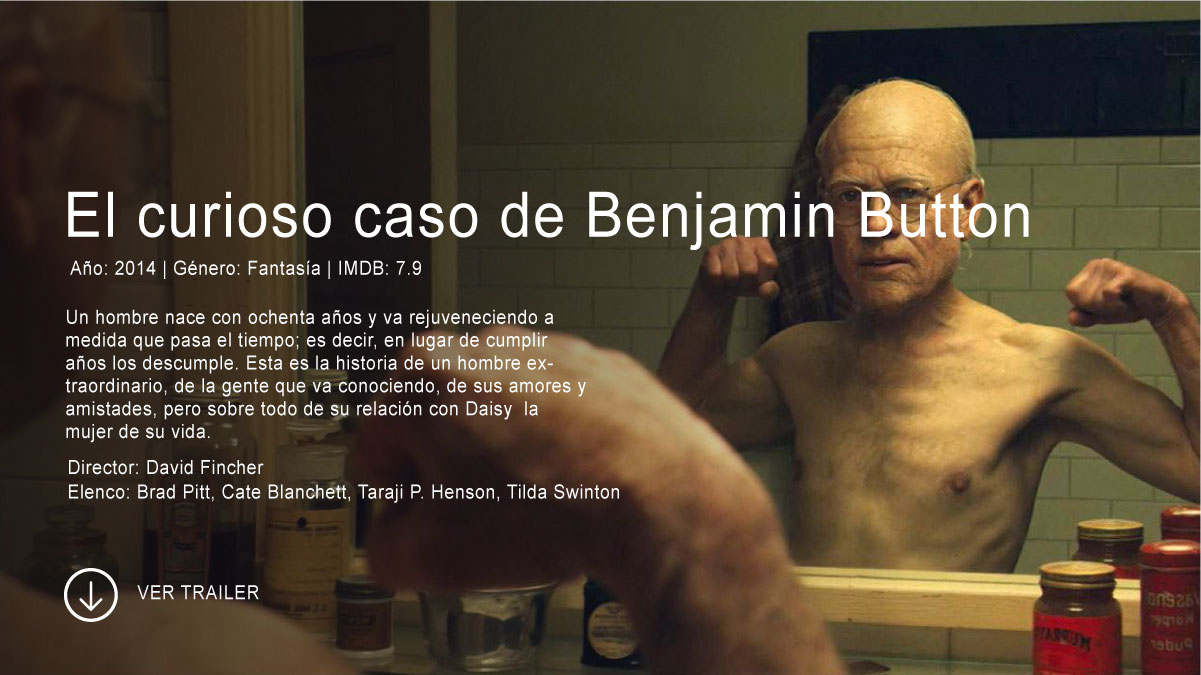 El curioso caso de Benjamin Button
Año: 2014 | Género: Fantasía | IMDB: 7.9
Un hombre nace con ochenta años y va rejuveneciendo a
medida que pasa el tiempo; es decir, en lugar de cumplir
años los descumple. Esta es la historia de un hombre ex-
traordinario, de la gente que va conociendo, de sus amores y
amistades, pero sobre todo de su relación con Daisy  la
mujer de su vida.
Director: David Fincher
Elenco: Brad Pitt, Cate Blanchett, Taraji P. Henson, Tilda Swinton
VER TRAILER